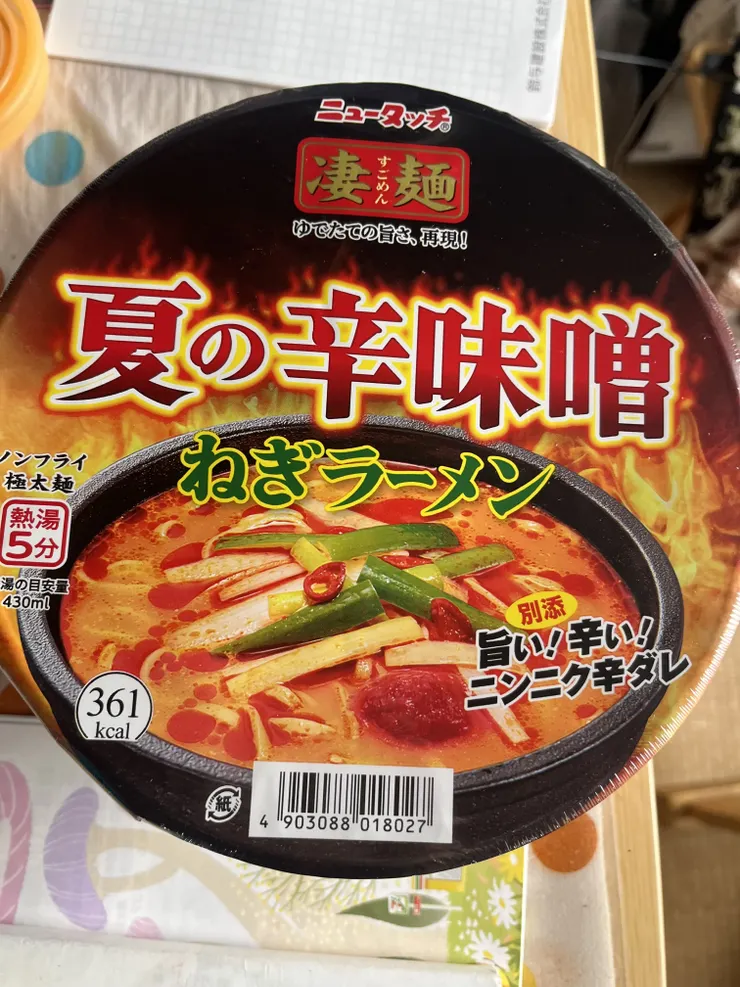 ニュータッチ®
凄麺
すごめん
ゆでたての旨さ、再現!
夏の辛味噌
ねぎラーメン
ノンフライ
極太麺
熱湯
5分
湯の目安量
430ml
別添
旨い!辛い!
ニンニク辛ダレ
361
kcal
紙
4 903088 018027